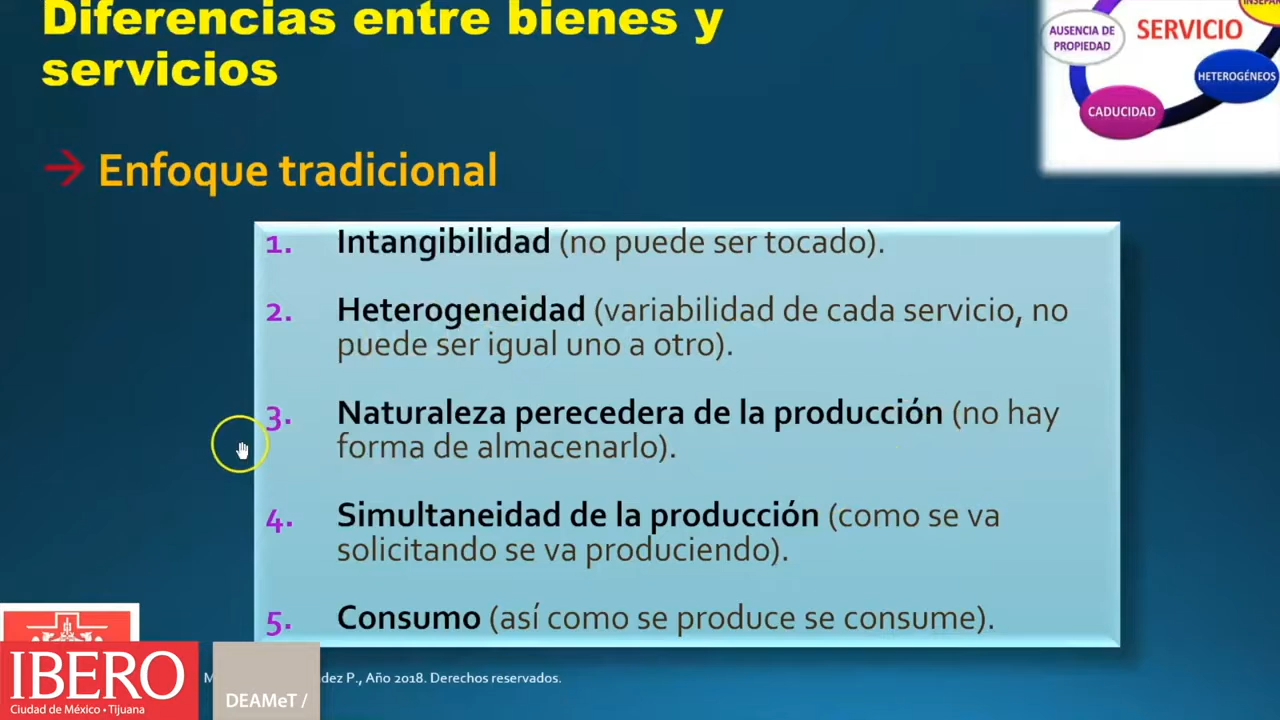 Diferencias entre bienes y
servicios
AUSENCIA DE
PROPIEDAD
SERVICIO
HETEROGÉNEOS
CADUCIDAD
→ Enfoque tradicional
1. Intangibilidad (no puede ser tocado).
2. Heterogeneidad (variabilidad de cada servicio, no
puede ser igual uno a otro).
3. Naturaleza perecedera de la producción (no hay
forma de almacenarlo).
4. Simultaneidad de la producción (como se va
solicitando se va produciendo).
5. Consumo (así como se produce se consume).
IBERO
Ciudad de México • Tijuana
DEAMeT /
P., Año 2018. Derechos reservados.